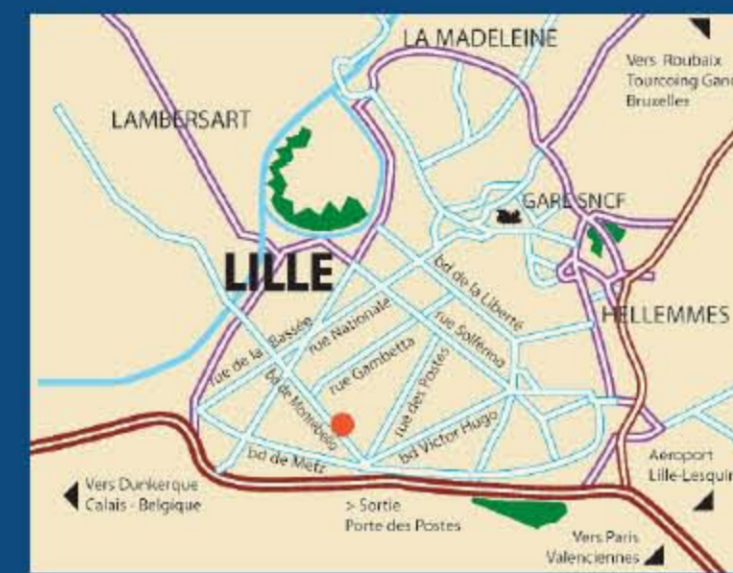 LA MADELEINE
Vers Roubaix
Tourcoing Gand
Bruxelles
LAMBERSART
GARE SNCF
LILLE
bd de la Liberté
HELLEMMES
rue de la Bassée
rue Nationale
rue Solférino
rue Gambetta
bd de Montebello
rue des Postes
bd Victor Hugo
bd de Metz
Aéroport
Lille-Lesquin
Vers Dunkerque
Calais - Belgique
> Sortie
Porte des Postes
Vers Paris
Valenciennes